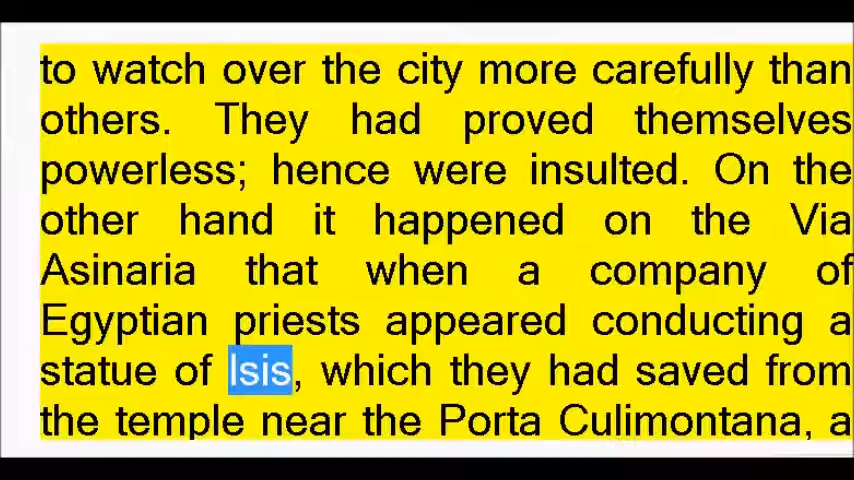 to watch over the city more carefully than
others. They had proved themselves
powerless; hence were insulted. On the
other hand it happened on the Via
Asinaria that when a company of
Egyptian priests appeared conducting a
statue of Isis, which they had saved from
the temple near the Porta Culimontana, a